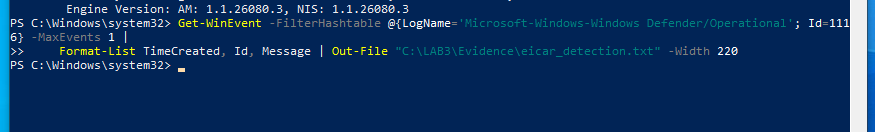 Engine Version: AM: 1.1.26080.3, NIS: 1.1.26080.3
PS C:\Windows\system32> Get-WinEvent -FilterHashtable @{LogName='Microsoft-Windows-Windows Defender/Operational'; Id=111
6} -MaxEvents 1 |
>>     Format-List TimeCreated, Id, Message | Out-File "C:\LAB3\Evidence\eicar_detection.txt" -Width 220
PS C:\Windows\system32>